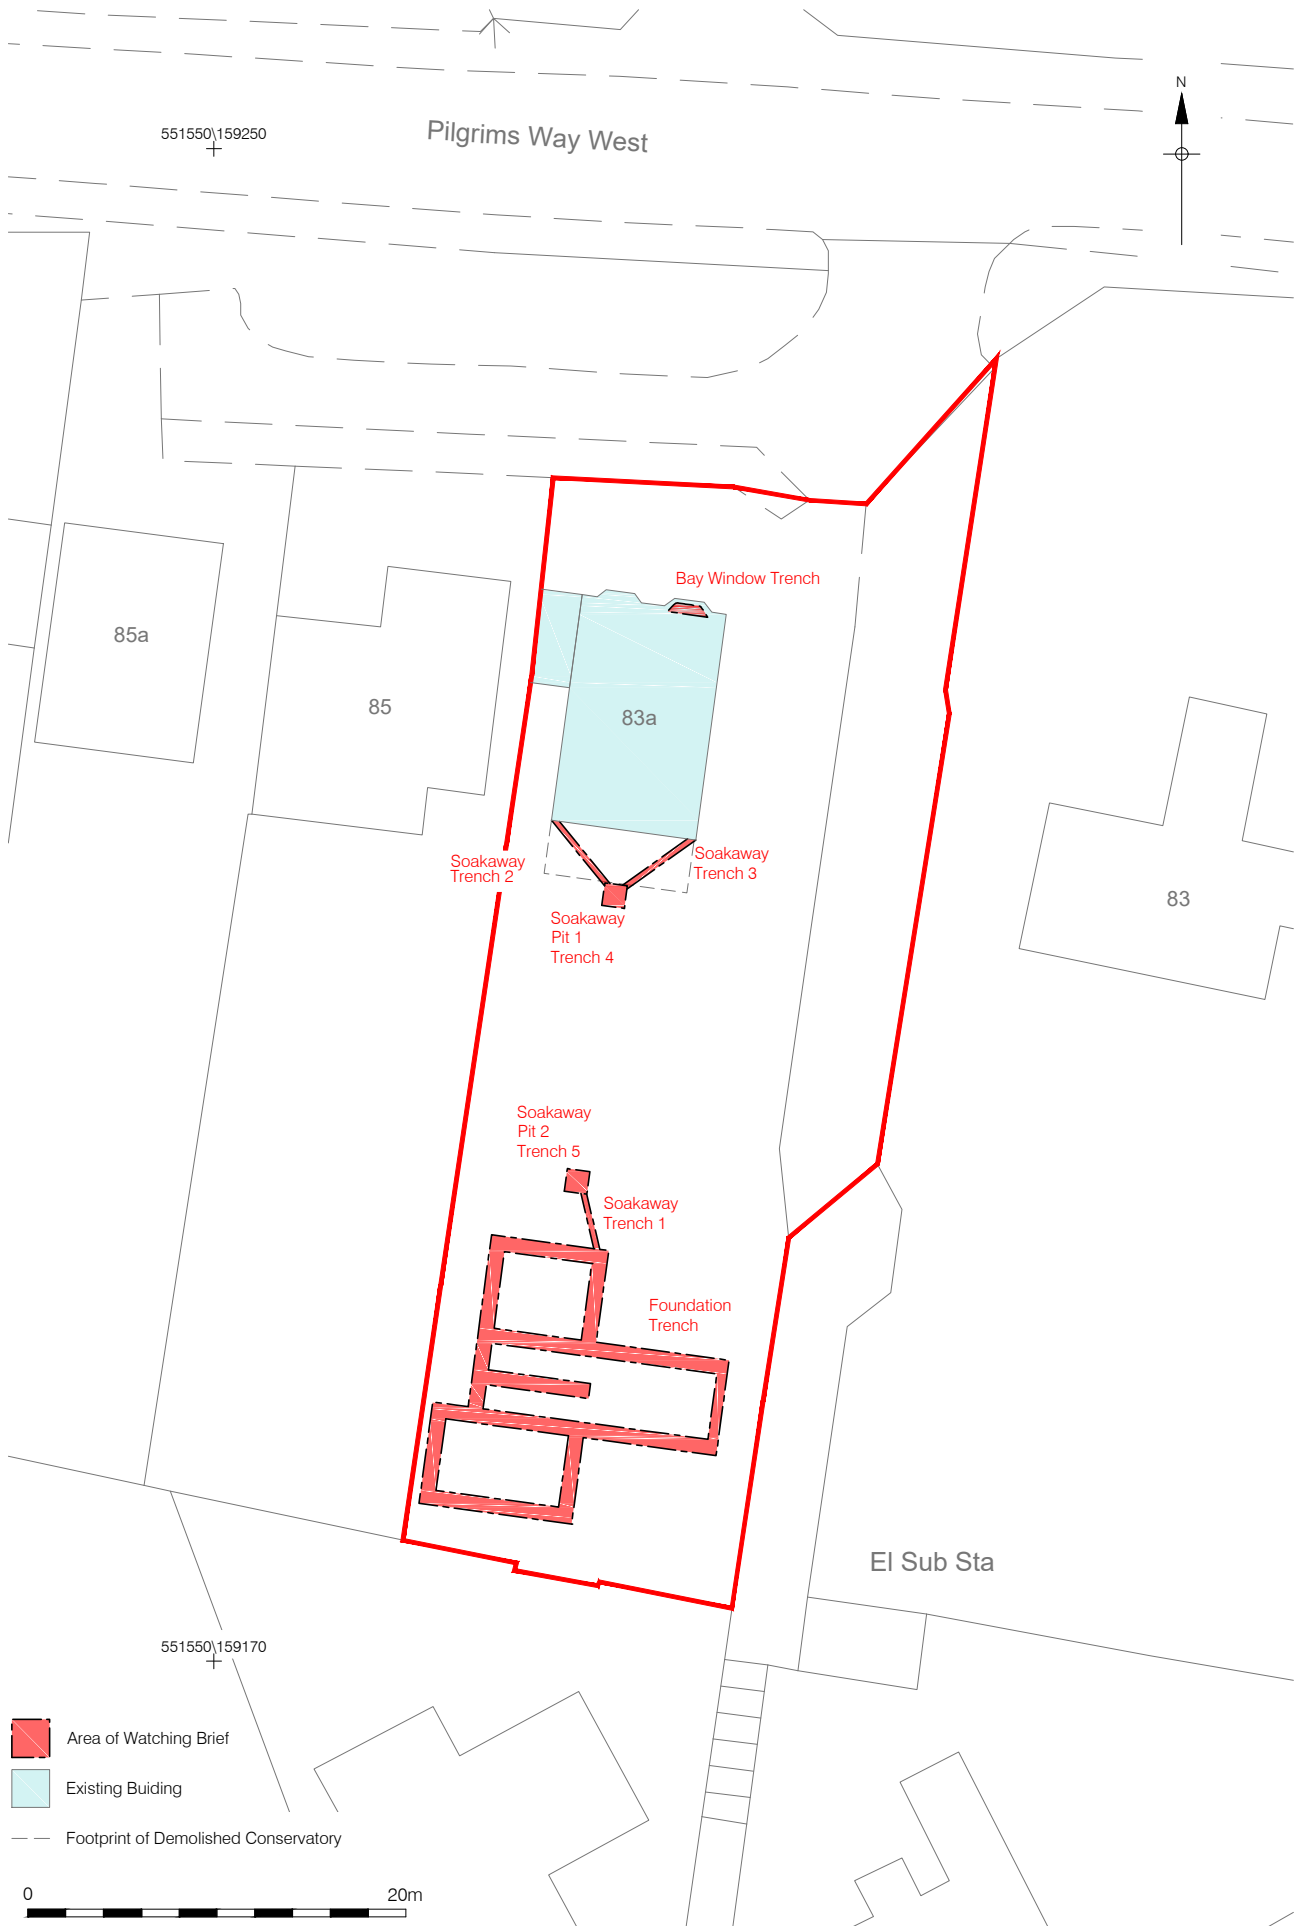 N
551550\159250
Pilgrims Way West
Bay Window Trench
85a
85
83a
Soakaway
Trench 2
Soakaway
Trench 3
83
Soakaway
Pit 1
Trench 4
Soakaway
Pit 2
Trench 5
Soakaway
Trench 1
Foundation
Trench
El Sub Sta
551550\159170
Area of Watching Brief
Existing Buiding
Footprint of Demolished Conservatory
0
20m